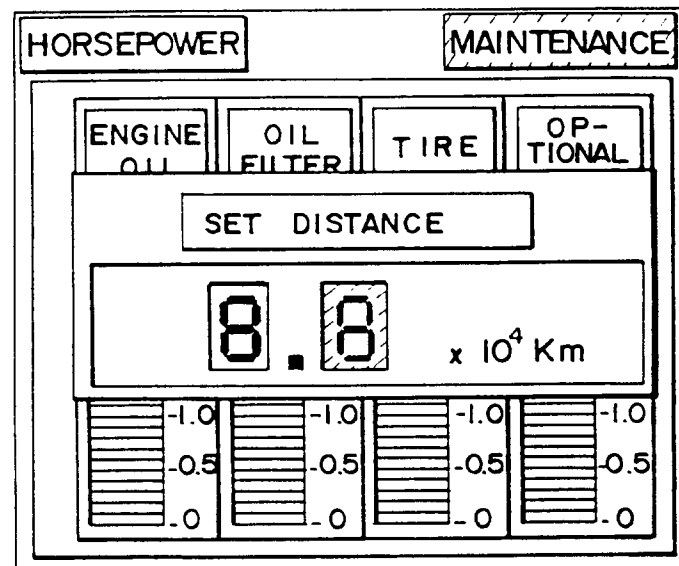 HORSEPOWER
MAINTENANCE
ENGINE
OIL
OIL
FILTER
TIRE
OP-
TIONAL
SET DISTANCE
8.8 x 10⁴ Km
-1.0 -1.0 -1.0 -1.0
-0.5 -0.5 -0.5 -0.5
-0 -0 -0 -0